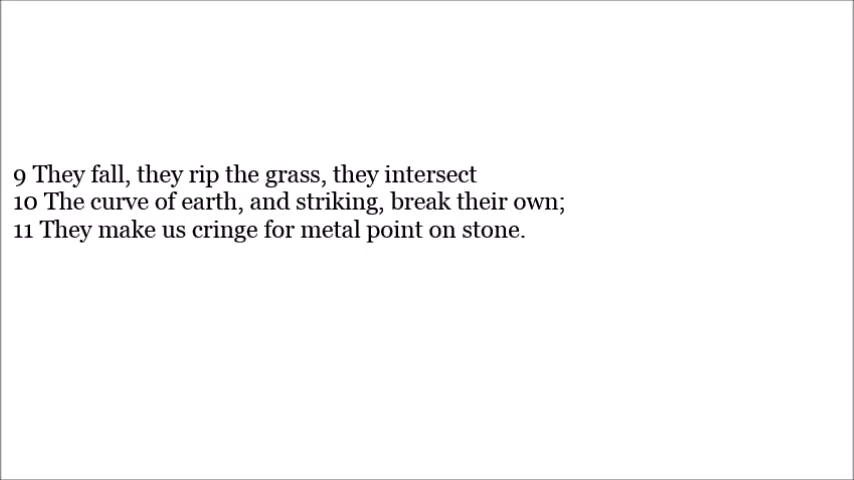 9 They fall, they rip the grass, they intersect
10 The curve of earth, and striking, break their own;
11 They make us cringe for metal point on stone.